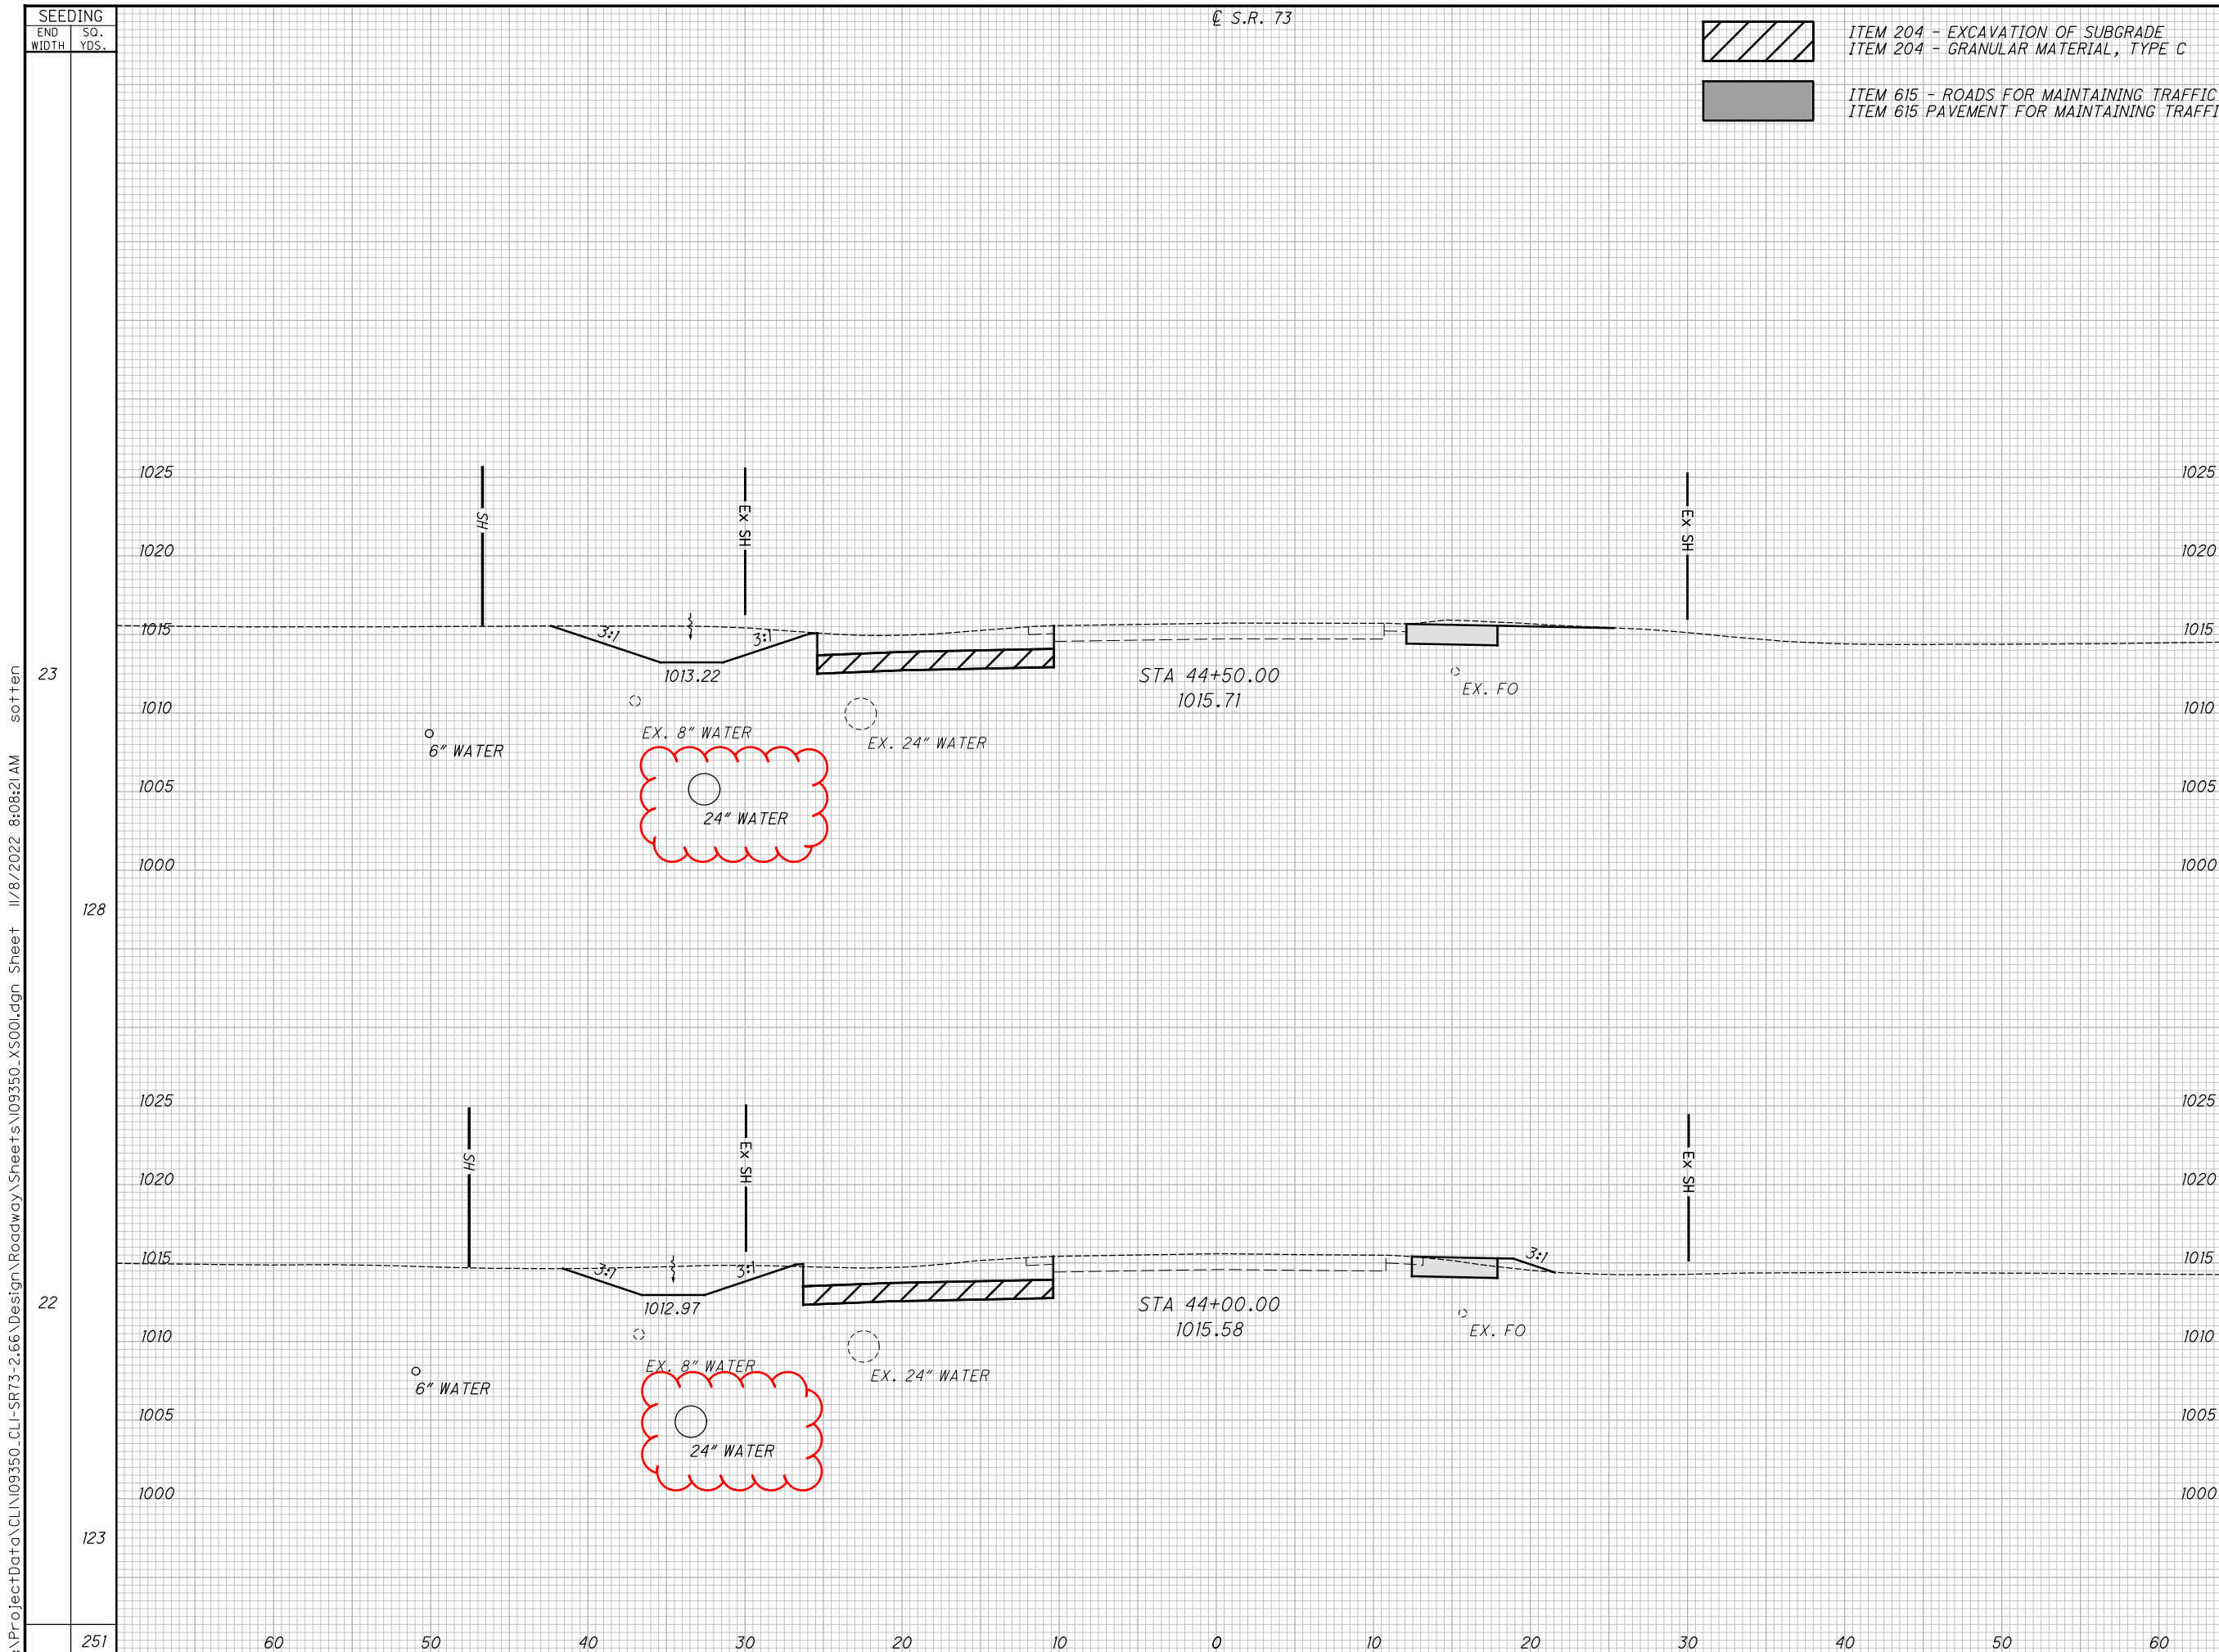 SEEDING
END WIDTH
SQ. YDS.
℄ S.R. 73
ITEM 204 - EXCAVATION OF SUBGRADE
ITEM 204 - GRANULAR MATERIAL, TYPE C
ITEM 615 - ROADS FOR MAINTAINING TRAFFIC
ITEM 615 PAVEMENT FOR MAINTAINING TRAFFI
1025 1025
SH Ex SH Ex SH
1020 1020
1015 3:1 3:1 1015
23 1013.22 STA 44+50.00
EX. FO
1010 1015.71 1010
EX. 8" WATER EX. 24" WATER
6" WATER
1005 1005
24" WATER
1000 1000
128
1025 1025
SH Ex SH Ex SH
1020 1020
1015 3:1 3:1 3:1 1015
22 1012.97 STA 44+00.00
1010 1015.58 EX. FO 1010
EX. 8" WATER EX. 24" WATER
6" WATER
1005 1005
24" WATER
1000 1000
123
251 60 50 40 30 20 10 0 10 20 30 40 50 60
:\ProjectData\CLI\109350_CLI-SR73-2.66\Design\Roadway\Sheets\109350_XS001.dgn Sheet 11/8/2022 8:08:21 AM sotten